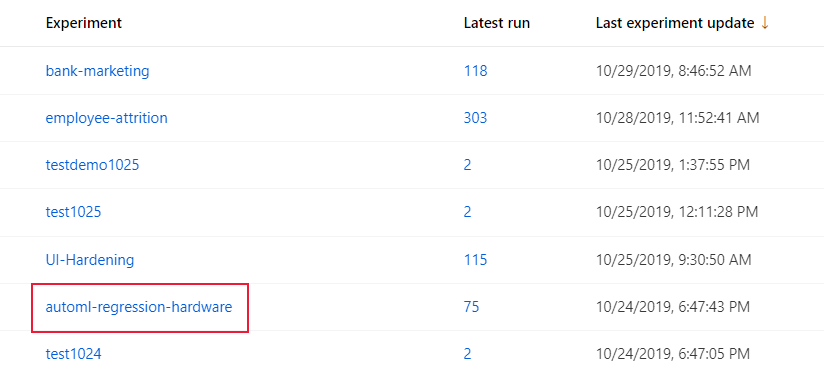 Experiment Latest run Last experiment update ↓
bank-marketing 118 10/29/2019, 8:46:52 AM
employee-attrition 303 10/28/2019, 11:52:41 AM
testdemo1025 2 10/25/2019, 1:37:55 PM
test1025 2 10/25/2019, 12:11:28 PM
UI-Hardening 115 10/25/2019, 9:30:50 AM
automl-regression-hardware 75 10/24/2019, 6:47:43 PM
test1024 2 10/24/2019, 6:47:05 PM